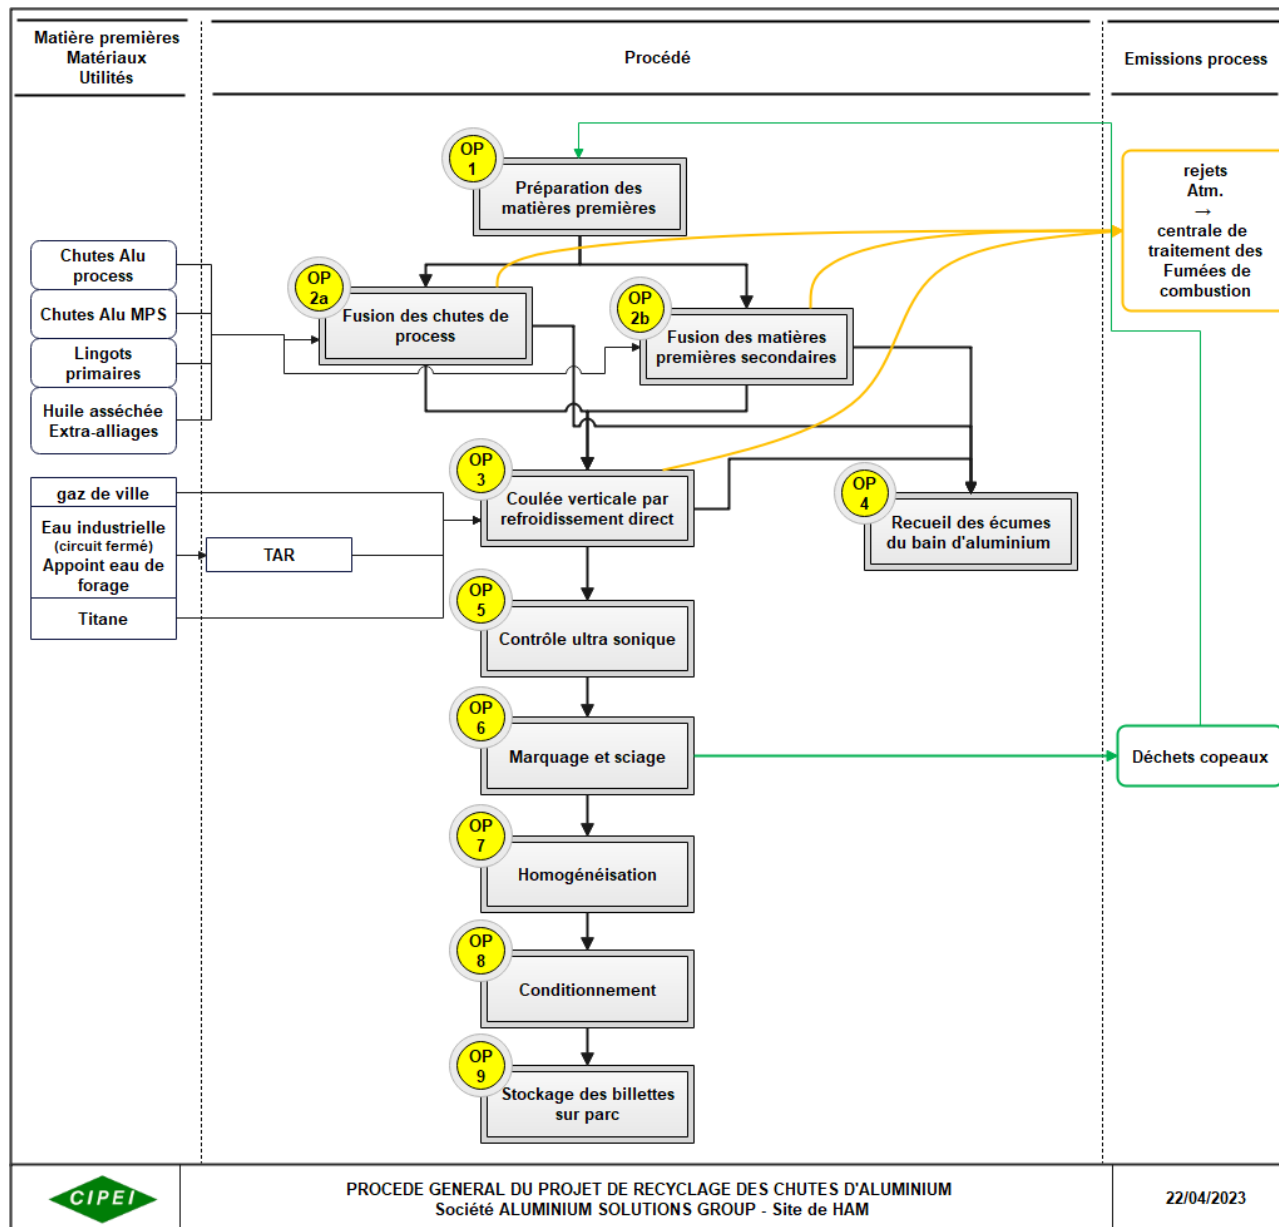 Matière premières
Matériaux
Utilités
Procédé
Emissions process
OP
1
Préparation des
matières premières
rejets
Atm.
→
centrale de
traitement des
Fumées de
combustion
Chutes Alu
process
Chutes Alu MPS
Lingots
primaires
Huile asséchée
Extra-alliages
OP
2a
Fusion des chutes de
process
OP
2b
Fusion des matières
premières secondaires
gaz de ville
Eau industrielle
(circuit fermé)
Appoint eau de
forage
Titane
TAR
OP
3
Coulée verticale par
refroidissement direct
OP
4
Recueil des écumes
du bain d'aluminium
OP
5
Contrôle ultra sonique
OP
6
Marquage et sciage
Déchets copeaux
OP
7
Homogénéisation
OP
8
Conditionnement
OP
9
Stockage des billettes
sur parc
CIPEI
PROCEDE GENERAL DU PROJET DE RECYCLAGE DES CHUTES D'ALUMINIUM
Société ALUMINIUM SOLUTIONS GROUP - Site de HAM
22/04/2023